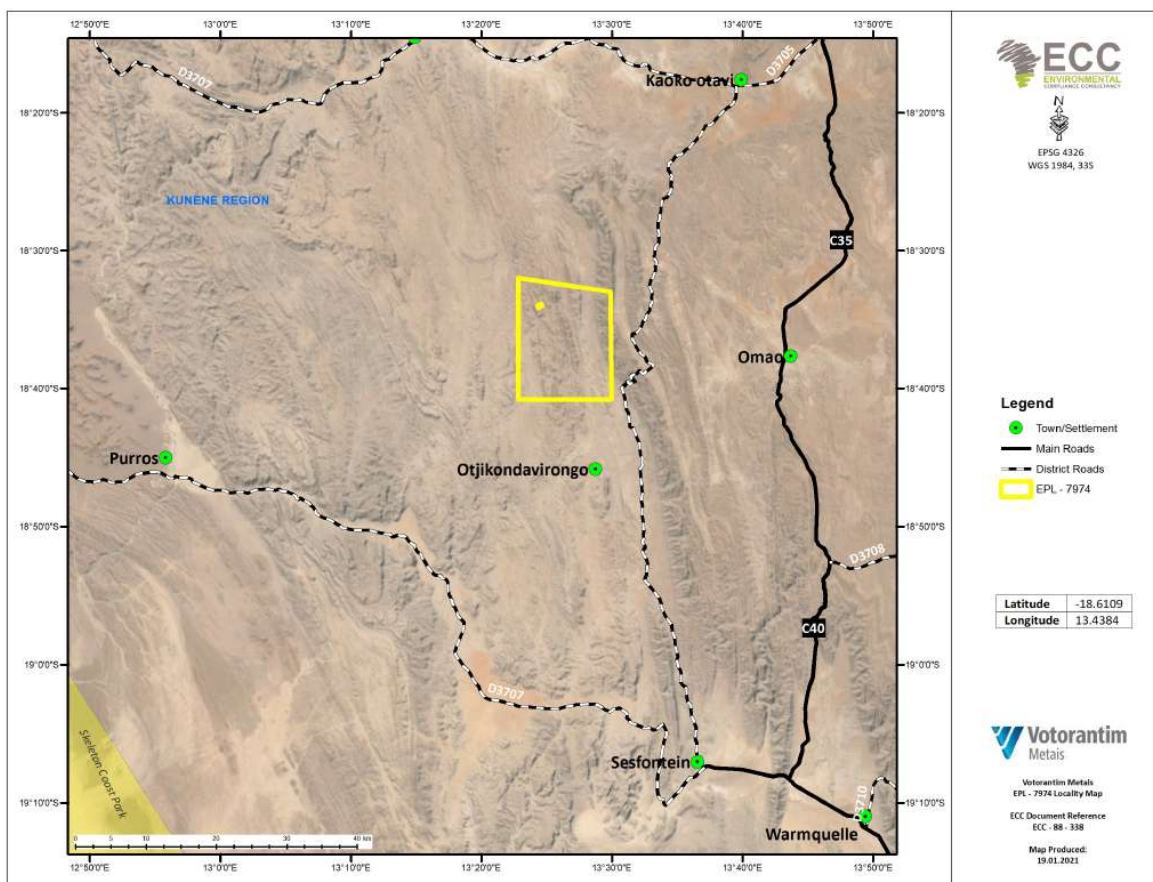 12°50'0"E 13°0'0"E 13°10'0"E 13°20'0"E 13°30'0"E 13°40'0"E 13°50'0"E
D3707
D3705
Kaoko otavi
18°20'0"S 18°20'0"S
KUNENE REGION
C35
18°30'0"S 18°30'0"S
Omao
18°40'0"S 18°40'0"S
Purros
Otjikondavirongo
18°50'0"S 18°50'0"S
D3708
C40
19°0'0"S 19°0'0"S
D3707
Skeleton Coast Park
Sesfontein
19°10'0"S 19°10'0"S
D3710
Warmquelle
0 5 10 20 30 40 km
12°50'0"E 13°0'0"E 13°10'0"E 13°20'0"E 13°30'0"E 13°40'0"E 13°50'0"E
ECC
ENVIRONMENTAL
COMPLIANCE CONSULTANCY
N
EPSG 4326
WGS 1984, 33S
Legend
Town/Settlement
Main Roads
District Roads
EPL - 7974
Latitude -18.6109
Longitude 13.4384
Votorantim
Metais
Votorantim Metals
EPL - 7974 Locality Map
ECC Document Reference
ECC - 88 - 338
Map Produced:
19.01.2021